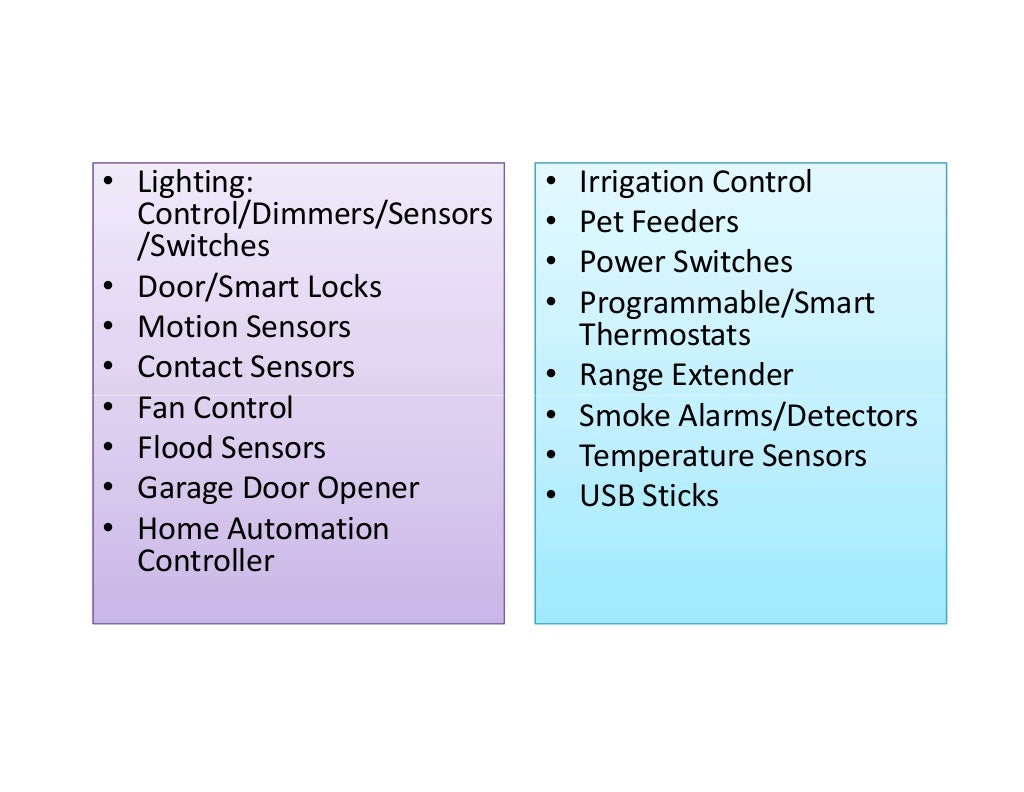 • Lighting:
Control/Dimmers/Sensors
/Switches
• Door/Smart Locks
• Motion Sensors
• Contact Sensors
• Fan Control
• Flood Sensors
• Garage Door Opener
• Home Automation
Controller
• Irrigation Control
• Pet Feeders
• Power Switches
• Programmable/Smart
Thermostats
• Range Extender
• Smoke Alarms/Detectors
• Temperature Sensors
• USB Sticks